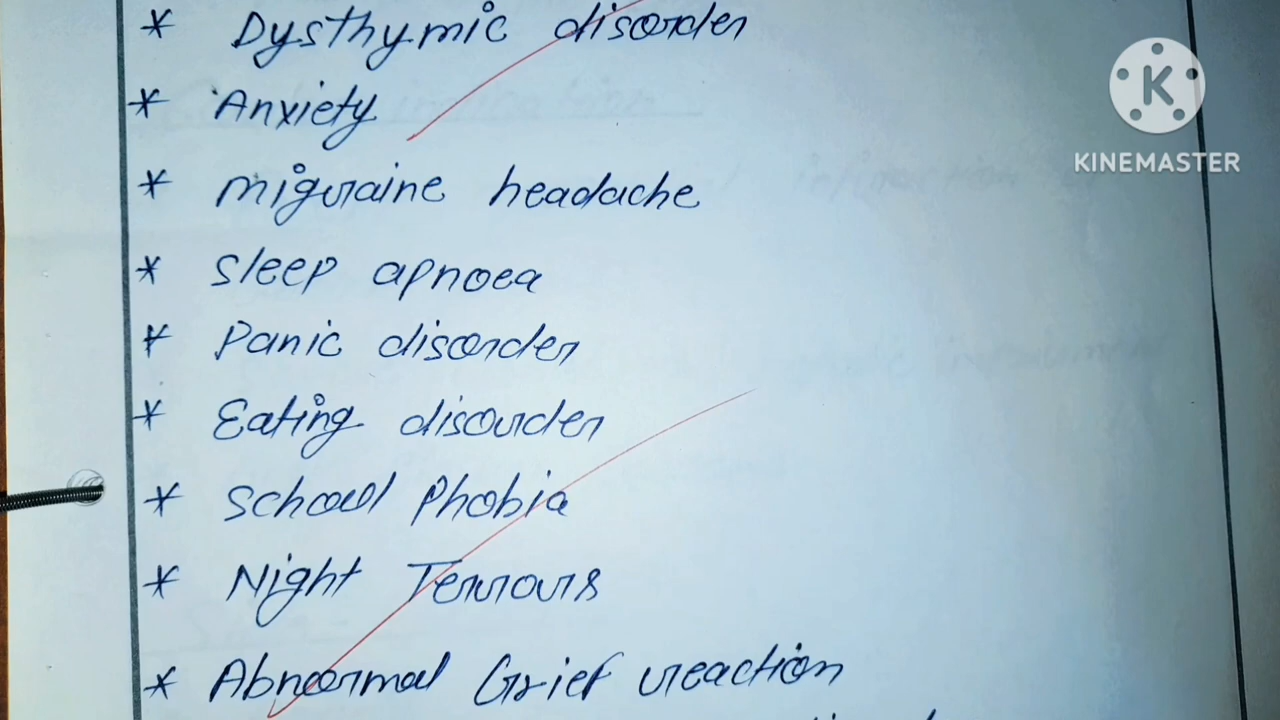 * Dysthymic disorder
* Anxiety
* Migraine headache
* Sleep apnoea
* Panic disorder
* Eating disorder
* School Phobia
* Night Terrours
* Abnormal Grief reaction
K
KINEMASTER